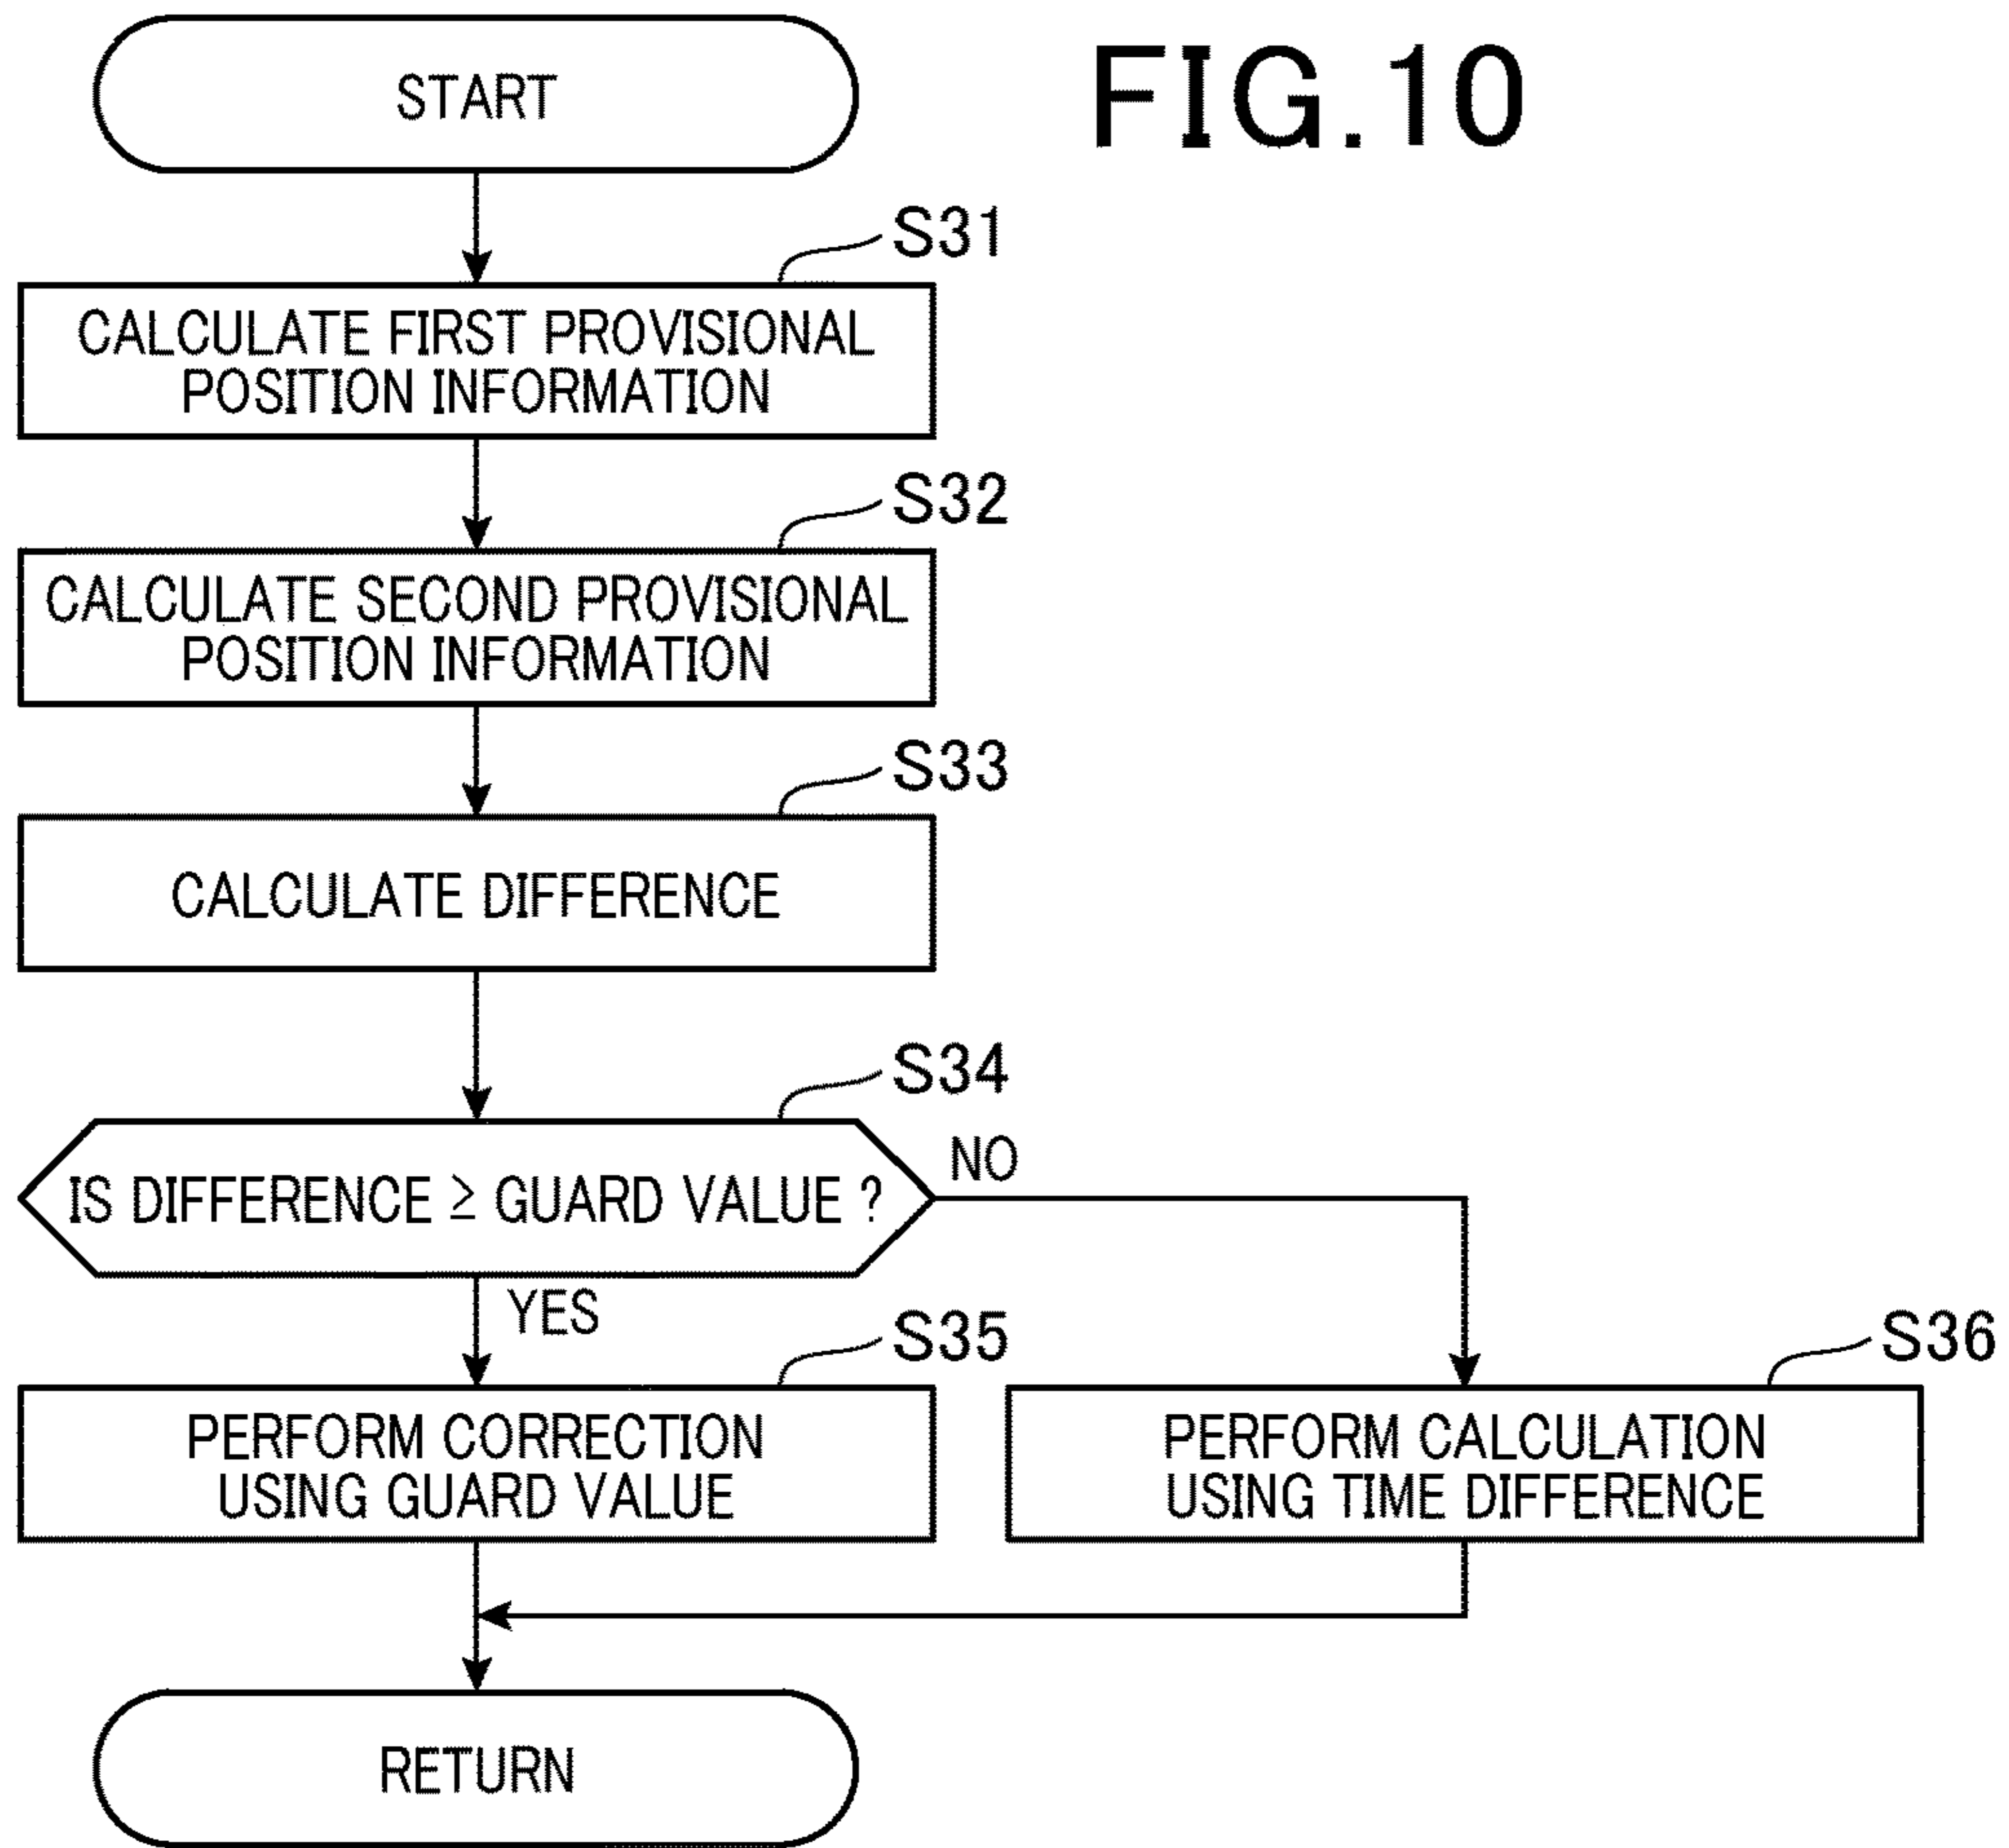 FIG.10
START
S31
CALCULATE FIRST PROVISIONAL
POSITION INFORMATION
S32
CALCULATE SECOND PROVISIONAL
POSITION INFORMATION
S33
CALCULATE DIFFERENCE
S34
IS DIFFERENCE ≥ GUARD VALUE ?
NO
YES
S35
PERFORM CORRECTION
USING GUARD VALUE
S36
PERFORM CALCULATION
USING TIME DIFFERENCE
RETURN